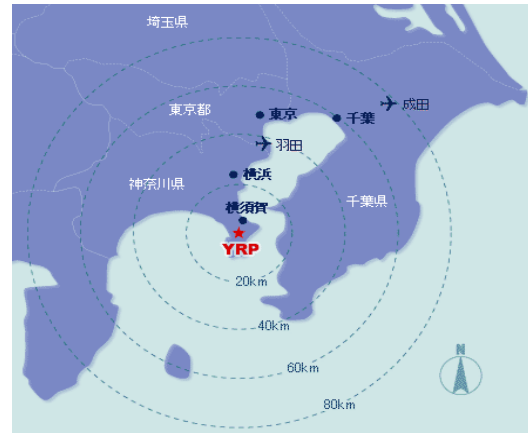 埼玉県
成田
東京都
東京
千葉
羽田
横浜
神奈川県
千葉県
横須賀
YRP
20km
40km
N
60km
80km